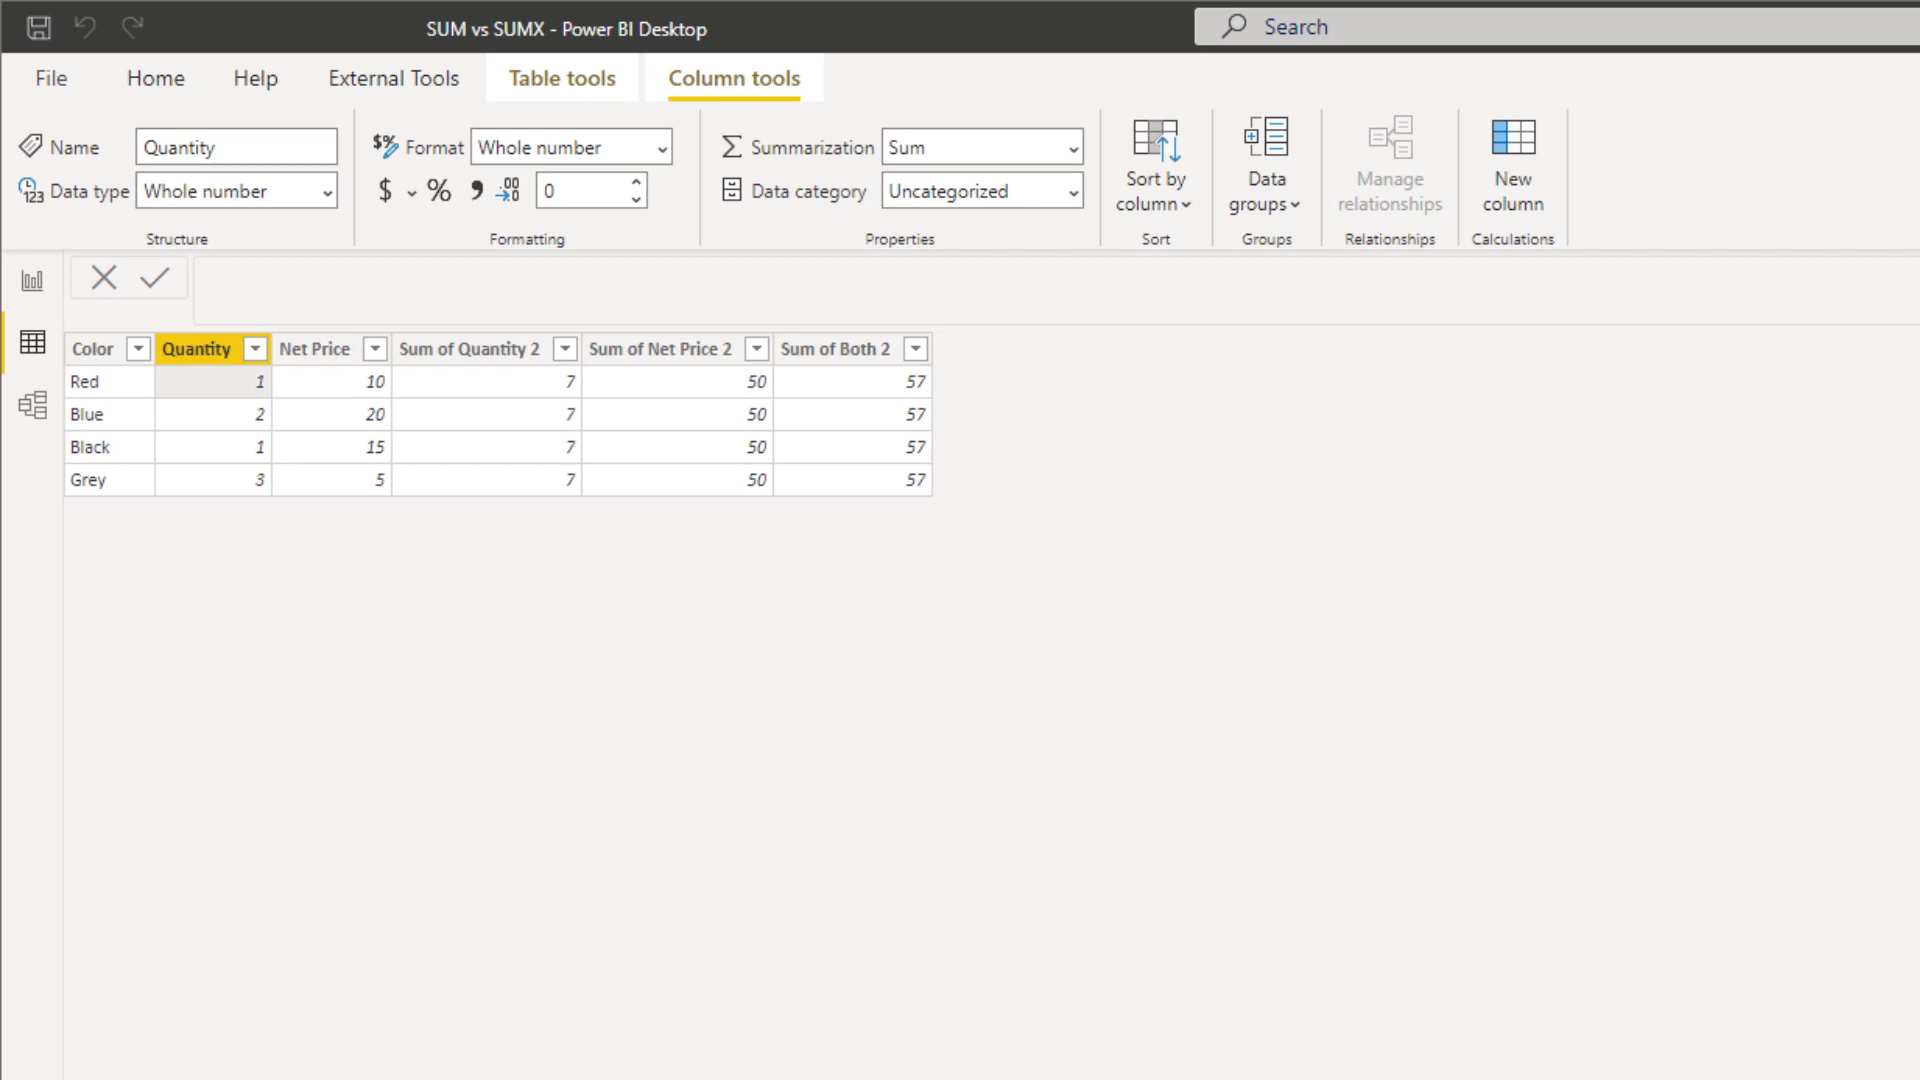 SUM vs SUMX - Power BI Desktop
Search
File Home Help External Tools Table tools Column tools
Name Quantity $% Format Whole number Summarization Sum
Data type Whole number $ % , .00 0 Data category Uncategorized
Sort by column
Data groups
Manage relationships
New column
Structure Formatting Properties Sort Groups Relationships Calculations
Color Quantity Net Price Sum of Quantity 2 Sum of Net Price 2 Sum of Both 2
Red 1 10 7 50 57
Blue 2 20 7 50 57
Black 1 15 7 50 57
Grey 3 5 7 50 57